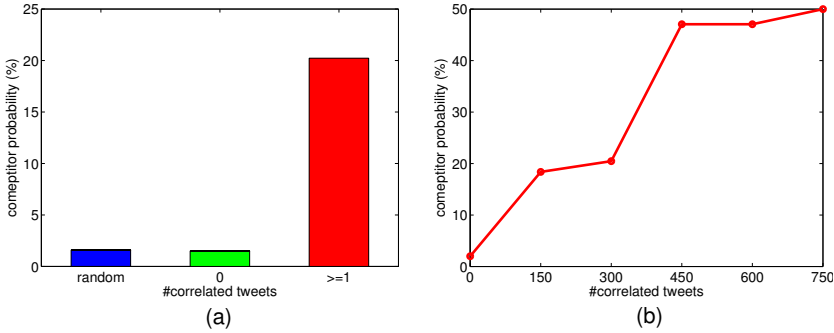 25
20
15
10
5
0
comeptitor probability (%)
random 0 >=1
#correlated tweets
(a)
50
40
30
20
10
0
comeptitor probability (%)
0 150 300 450 600 750
#correlated tweets
(b)